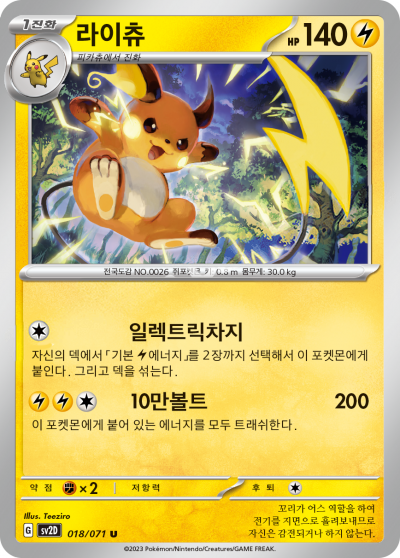 1진화
라이츄
HP 140
피카츄에서 진화
전국도감 NO.0026 쥐포켓몬 키: 0.8 m 몸무게: 30.0 kg
일렉트릭차지
자신의 덱에서 「기본 에너지」를 2장까지 선택해서 이 포켓몬에게
붙인다. 그리고 덱을 섞는다.
10만볼트 200
이 포켓몬에게 붙어 있는 에너지를 모두 트래쉬한다.
약 점 ×2 저항력 후 퇴
Illus. Teeziro
G SV2D 018/071 U
꼬리가 어스 역할을 하여
전기를 지면으로 흘려보내므로
자신은 감전되거나 하지 않는다.
©2023 Pokémon/Nintendo/Creatures/GAME FREAK.